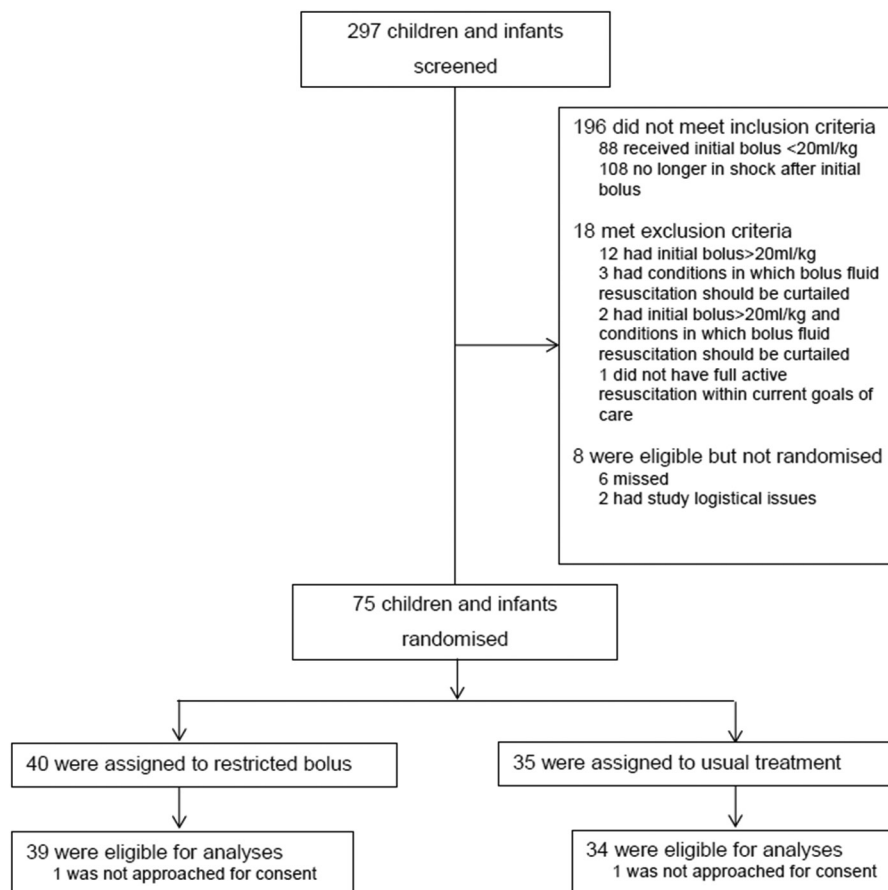 297 children and infants
screened
196 did not meet inclusion criteria
88 received initial bolus <20ml/kg
108 no longer in shock after initial
bolus
18 met exclusion criteria
12 had initial bolus>20ml/kg
3 had conditions in which bolus fluid
resuscitation should be curtailed
2 had initial bolus>20ml/kg and
conditions in which bolus fluid
resuscitation should be curtailed
1 did not have full active
resuscitation within current goals of
care
8 were eligible but not randomised
6 missed
2 had study logistical issues
75 children and infants
randomised
40 were assigned to restricted bolus
35 were assigned to usual treatment
39 were eligible for analyses
1 was not approached for consent
34 were eligible for analyses
1 was not approached for consent